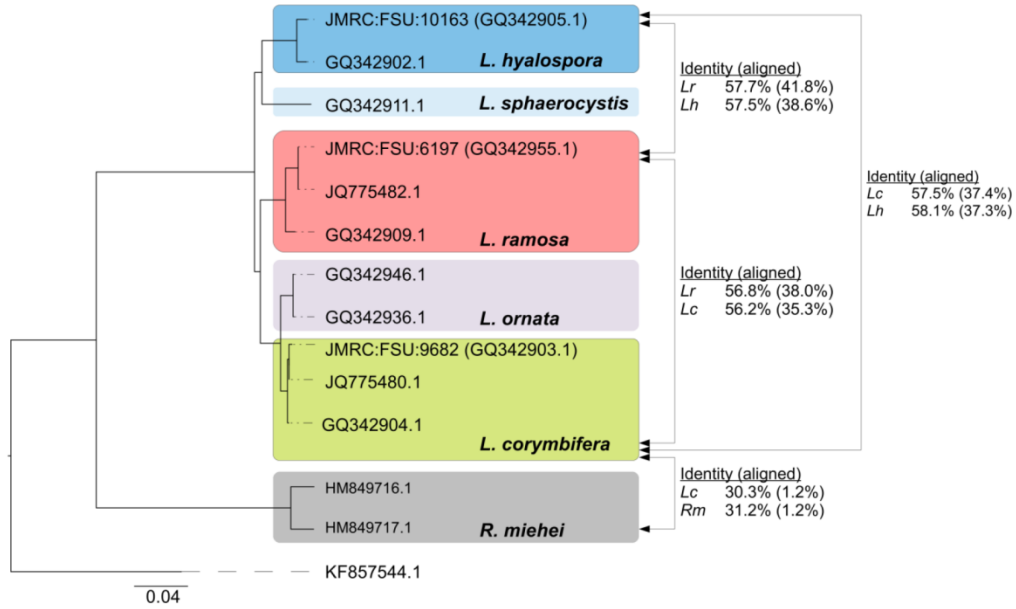 JMRC:FSU:10163 (GQ342905.1)
GQ342902.1
L. hyalospora
GQ342911.1
L. sphaerocystis
JMRC:FSU:6197 (GQ342955.1)
JQ775482.1
GQ342909.1
L. ramosa
GQ342946.1
GQ342936.1
L. ornata
JMRC:FSU:9682 (GQ342903.1)
JQ775480.1
GQ342904.1
L. corymbifera
HM849716.1
HM849717.1
R. miehei
KF857544.1
0.04
Identity (aligned)
Lr 57.7% (41.8%)
Lh 57.5% (38.6%)
Identity (aligned)
Lc 57.5% (37.4%)
Lh 58.1% (37.3%)
Identity (aligned)
Lr 56.8% (38.0%)
Lc 56.2% (35.3%)
Identity (aligned)
Lc 30.3% (1.2%)
Rm 31.2% (1.2%)